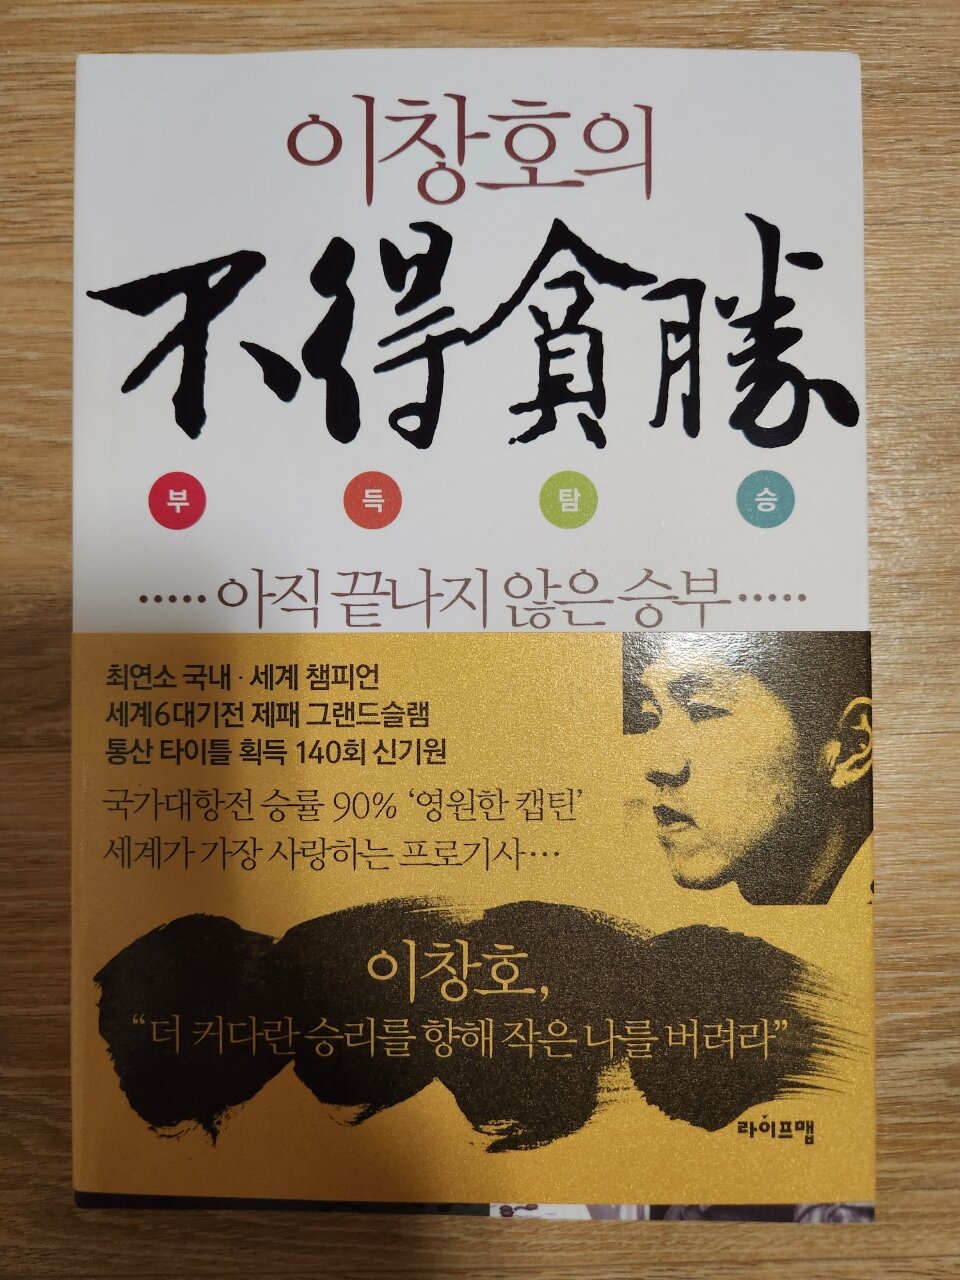 이창호의
不得貪勝
부 득 탐 승
·····아직 끝나지 않은 승부·····
최연소 국내·세계 챔피언
세계6대기전 제패 그랜드슬램
통산 타이틀 획득 140회 신기원
국가대항전 승률 90% ‘영원한 캡틴’
세계가 가장 사랑하는 프로기사…
이창호,
“더 커다란 승리를 향해 작은 나를 버려라”
라이프맵